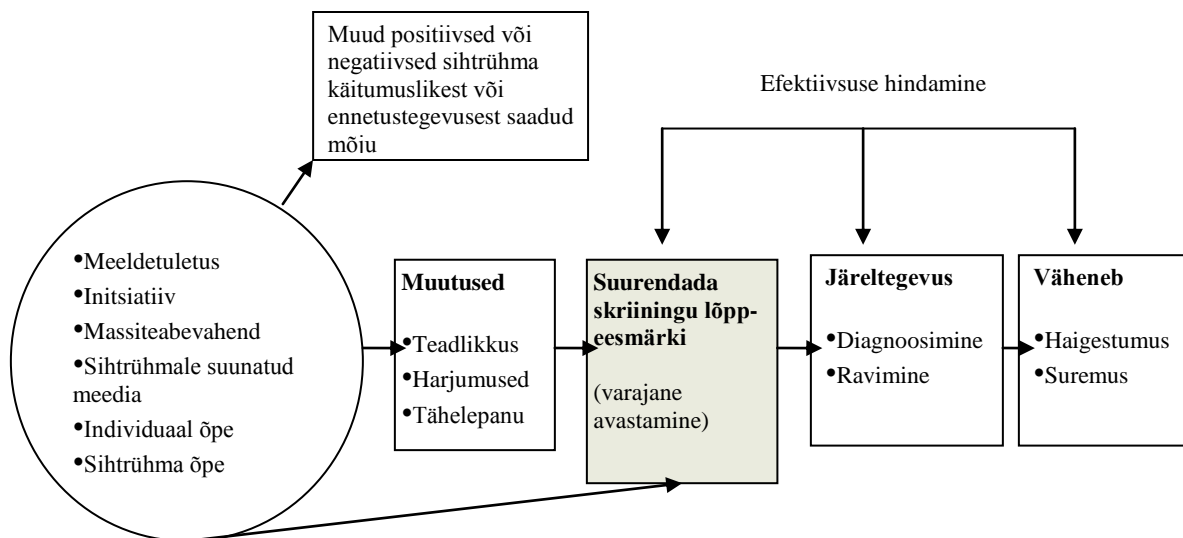 Muud positiivsed või
negatiivsed sihtrühma
käitumuslikest või
ennetustegevusest saadud
mõju
Efektiivsuse hindamine
•Meeldetuletus
•Initsiatiiv
•Massiteabevahend
•Sihtrühmale suunatud
meedia
•Individuaal õpe
•Sihtrühma õpe
Muutused
•Teadlikkus
•Harjumused
•Tähelepanu
Suurendada
skriiningu lõpp-
eesmärki
(varajane
avastamine)
Järeltegevus
•Diagnoosimine
•Ravimine
Väheneb
•Haigestumus
•Suremus